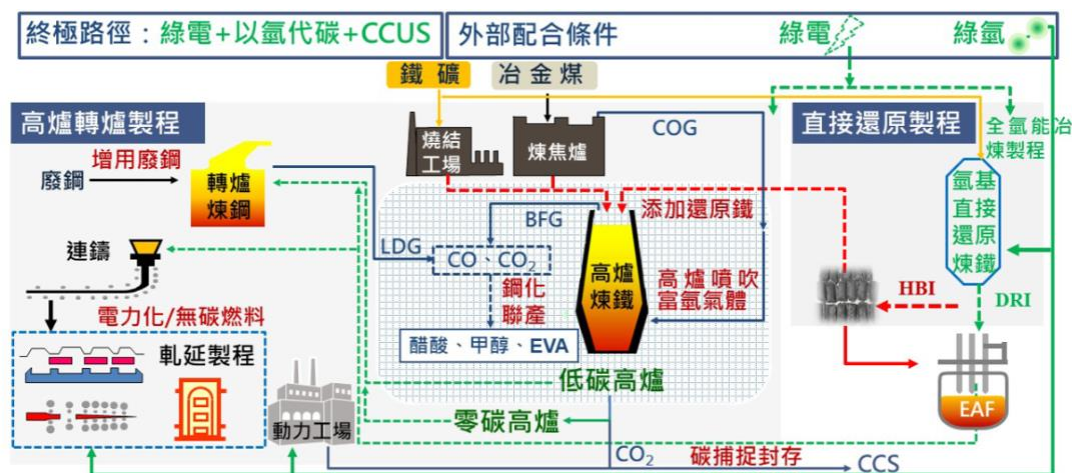 終極路徑：綠電+以氫代碳+CCUS
外部配合條件
綠電
綠氫
鐵礦
冶金煤
高爐轉爐製程
直接還原製程
燒結
工場
煉焦爐
COG
全氫能冶
煉製程
增用廢鋼
廢鋼
轉爐
煉鋼
氫基
直接
還原
煉鐵
BFG
添加還原鐵
連鑄
LDG
CO、CO₂
高爐
煉鐵
高爐噴吹
富氫氣體
鋼化
聯產
HBI
DRI
電力化/無碳燃料
醋酸、甲醇、EVA
軋延製程
低碳高爐
零碳高爐
動力工場
EAF
CO₂
碳捕捉封存
CCS